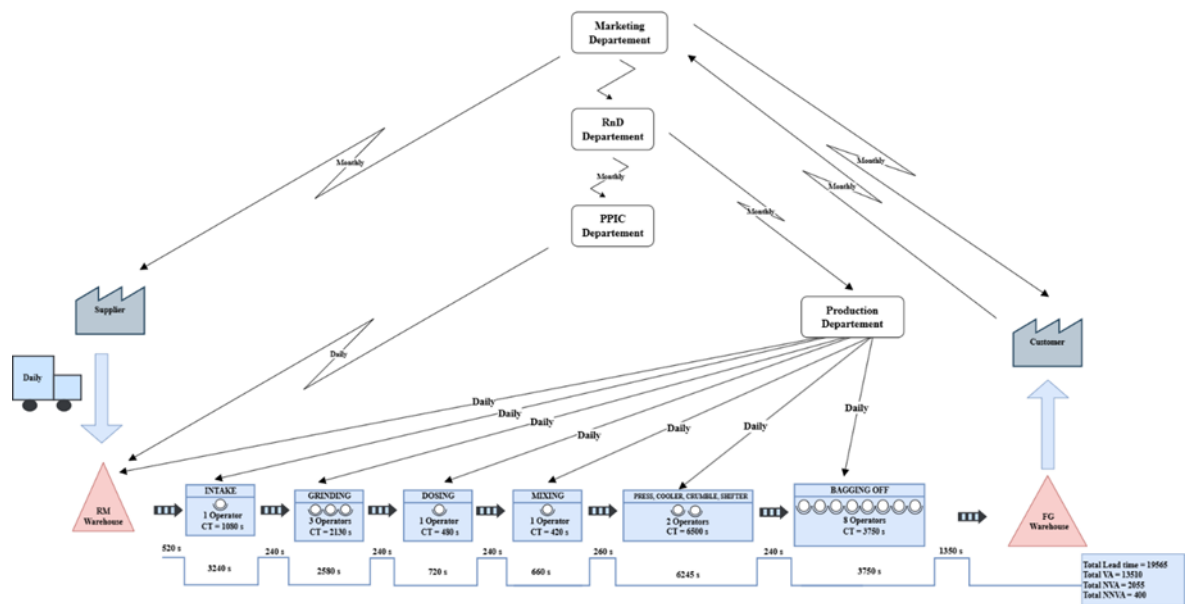 Marketing
Departement
RnD
Departement
Monthly
Monthly
Monthly
Monthly
Monthly
PPIC
Departement
Supplier
Production
Departement
Customer
Daily
Daily
Daily
Daily
Daily
Daily
Daily
Daily
Daily
RM
Warehouse
INTAKE
1 Operator
CT = 1080 s
GRINDING
3 Operators
CT = 2130 s
DOSING
1 Operator
CT = 480 s
MIXING
1 Operator
CT = 420 s
PRESS, COOLER, CRUMBLE, SHIFTER
2 Operators
CT = 6500 s
BAGGING OFF
8 Operators
CT = 3750 s
FG
Warehouse
520 s
240 s
240 s
240 s
260 s
240 s
1350 s
3240 s
2580 s
720 s
660 s
6245 s
3750 s
Total Lead time = 19565
Total VA = 13510
Total NVA = 2055
Total NNVA = 400